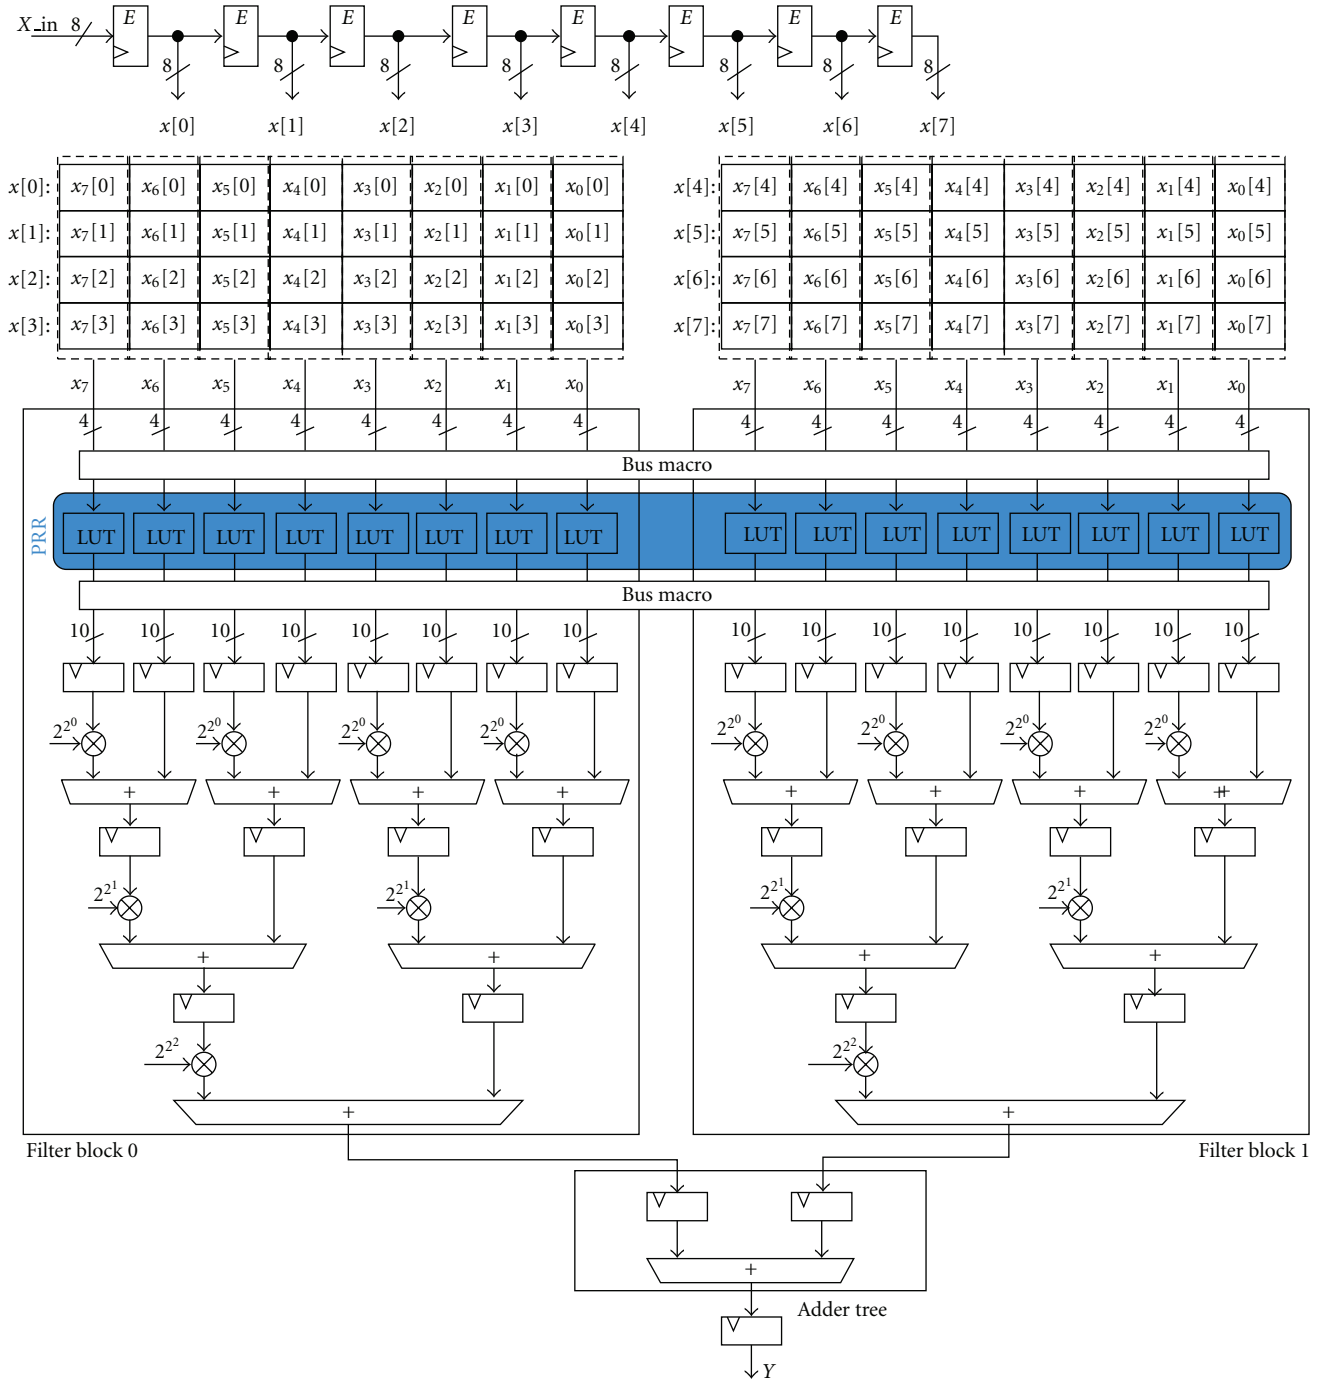 X_in 8 E E E E E E E E
8 8 8 8 8 8 8 8
x[0] x[1] x[2] x[3] x[4] x[5] x[6] x[7]
x[0]: x₇[0] x₆[0] x₅[0] x₄[0] x₃[0] x₂[0] x₁[0] x₀[0] x[4]: x₇[4] x₆[4] x₅[4] x₄[4] x₃[4] x₂[4] x₁[4] x₀[4]
x[1]: x₇[1] x₆[1] x₅[1] x₄[1] x₃[1] x₂[1] x₁[1] x₀[1] x[5]: x₇[5] x₆[5] x₅[5] x₄[5] x₃[5] x₂[5] x₁[5] x₀[5]
x[2]: x₇[2] x₆[2] x₅[2] x₄[2] x₃[2] x₂[2] x₁[2] x₀[2] x[6]: x₇[6] x₆[6] x₅[6] x₄[6] x₃[6] x₂[6] x₁[6] x₀[6]
x[3]: x₇[3] x₆[3] x₅[3] x₄[3] x₃[3] x₂[3] x₁[3] x₀[3] x[7]: x₇[7] x₆[7] x₅[7] x₄[7] x₃[7] x₂[7] x₁[7] x₀[7]
x₇ x₆ x₅ x₄ x₃ x₂ x₁ x₀ x₇ x₆ x₅ x₄ x₃ x₂ x₁ x₀
4 4 4 4 4 4 4 4 4 4 4 4 4 4 4 4
Bus macro
PRR LUT LUT LUT LUT LUT LUT LUT LUT LUT LUT LUT LUT LUT LUT LUT LUT
Bus macro
10 10 10 10 10 10 10 10 10 10 10 10 10 10 10 10
2^2^0 2^2^0 2^2^0 2^2^0 2^2^0 2^2^0 2^2^0 2^2^0
+ + + + + + + ++
2^2^1 2^2^1 2^2^1 2^2^1
+ + + +
2^2^2 2^2^2
+ +
Filter block 0 Filter block 1
+
Adder tree
Y